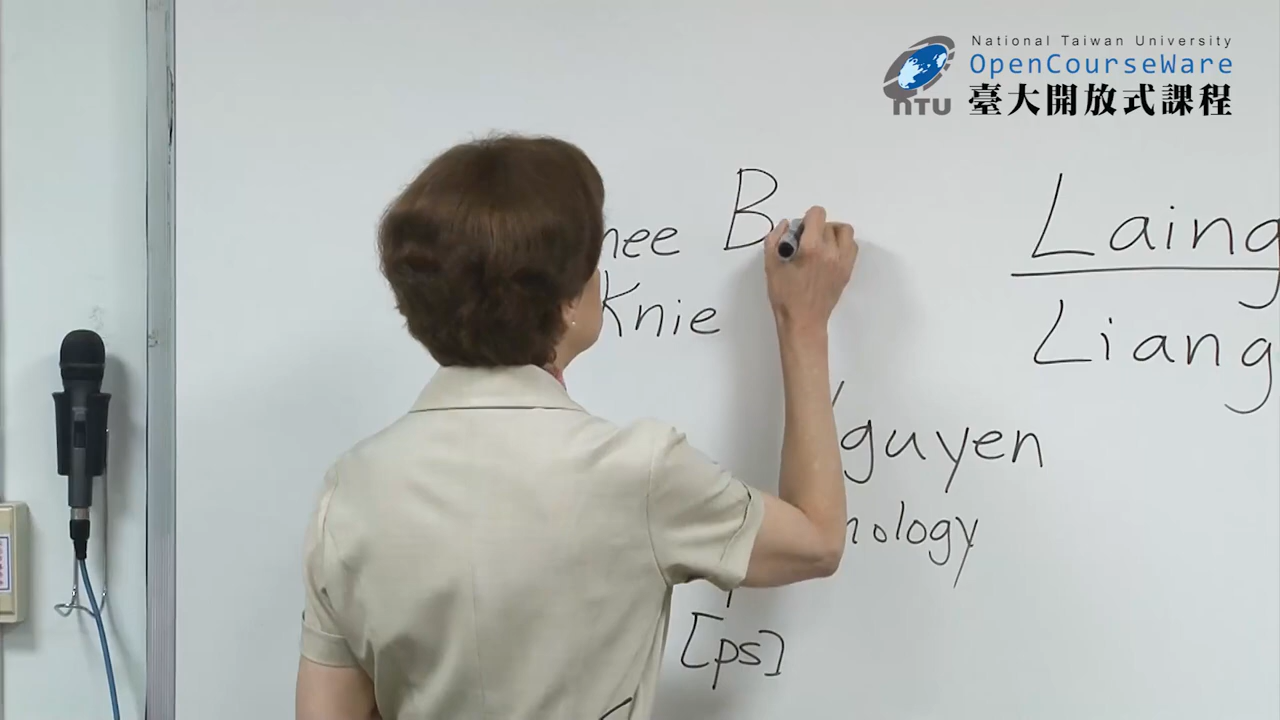 National Taiwan University
OpenCourseWare
NTU
臺大開放式課程
nee B
Knie
Laing
Liang
guyen
nology
[ps]